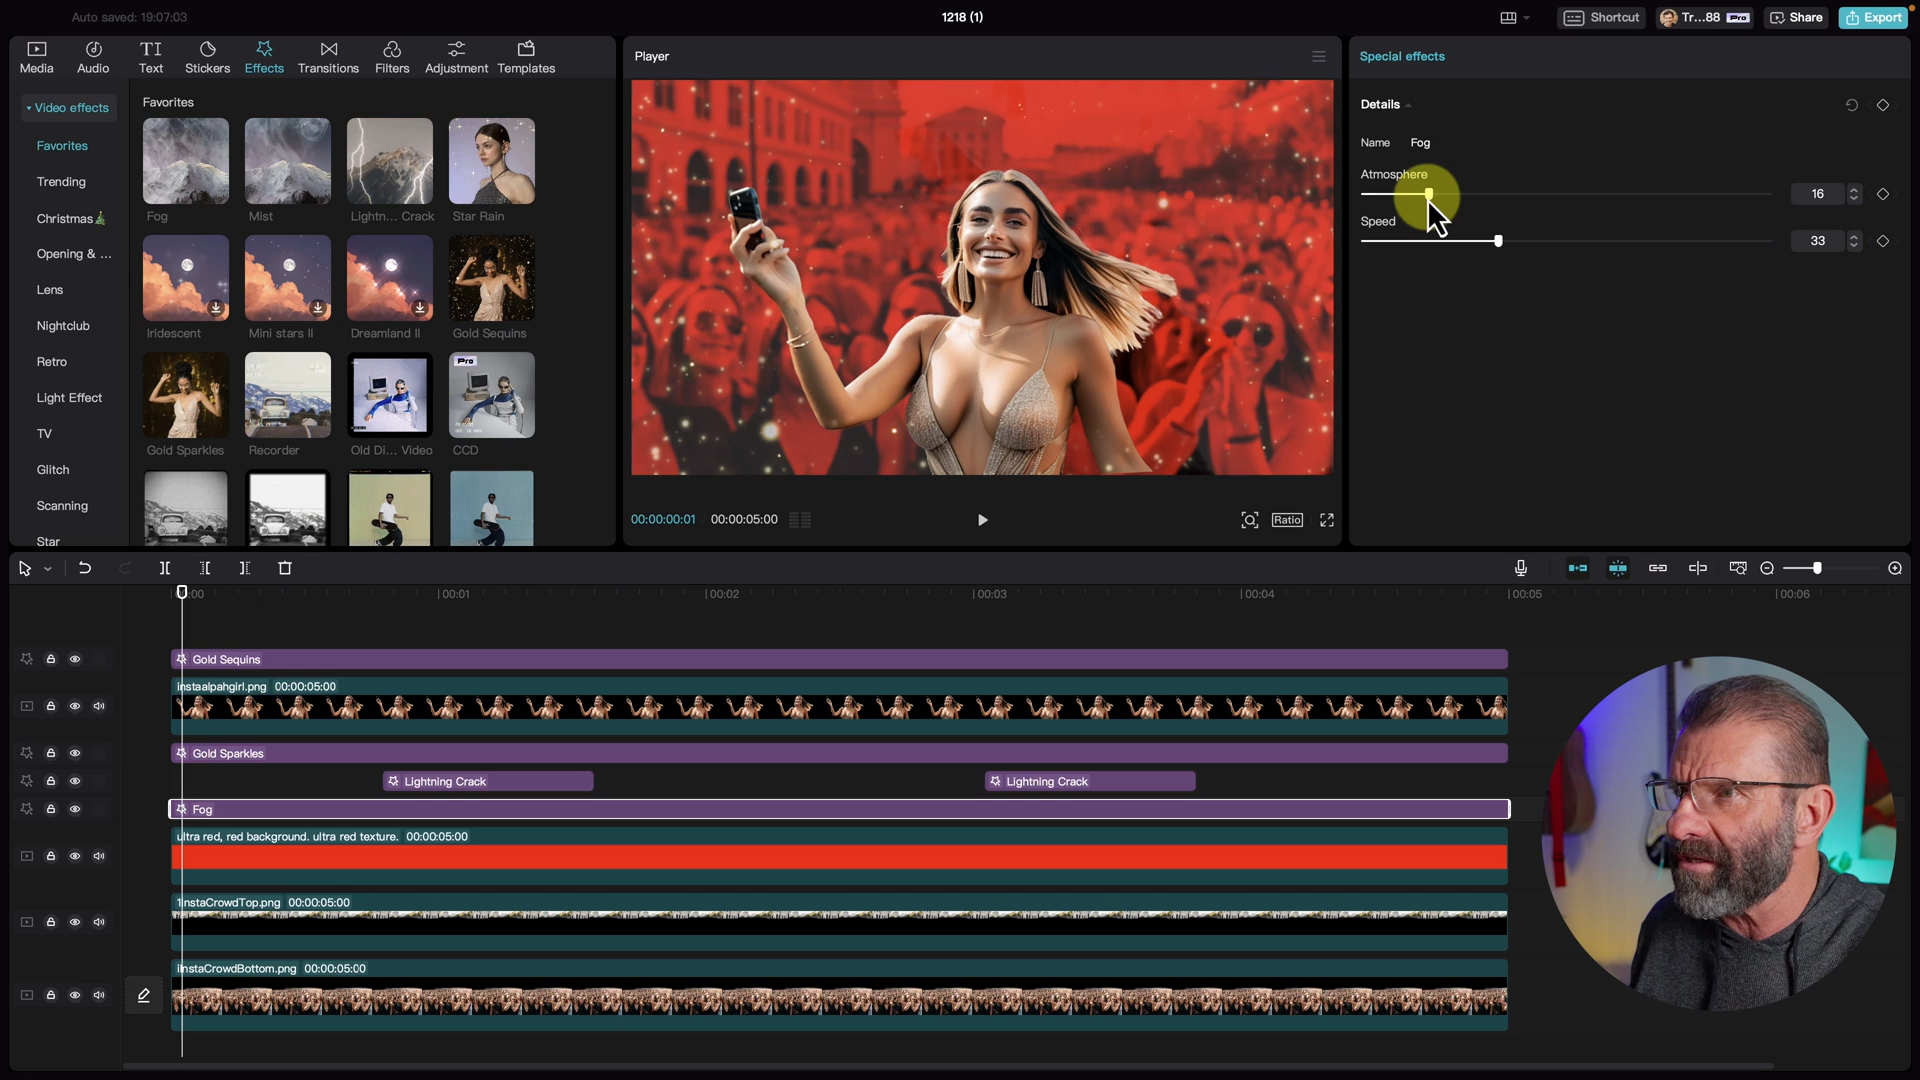 Auto saved: 19:07:03
1218 (1)
Shortcut
Tr...88 Pro
Share
Export
Media
Audio
TI
Text
Stickers
Effects
Transitions
Filters
Adjustment
Templates
Video effects
Favorites
Trending
Christmas
Opening & ...
Lens
Nightclub
Retro
Light Effect
TV
Glitch
Scanning
Star
Favorites
Fog
Mist
Lightn... Crack
Star Rain
Iridescent
Mini stars II
Dreamland II
Gold Sequins
Pro
Gold Sparkles
Recorder
Old Di... Video
CCD
Player
00:00:00:01
00:00:05:00
Ratio
Special effects
Details
Name Fog
Atmosphere
16
Speed
33
00:01
00:02
00:03
00:04
00:05
00:06
Gold Sequins
instaalpahgirl.png 00:00:05:00
Gold Sparkles
Lightning Crack
Lightning Crack
Fog
ultra red, red background. ultra red texture. 00:00:05:00
00:00:05:00
00:00:05:00